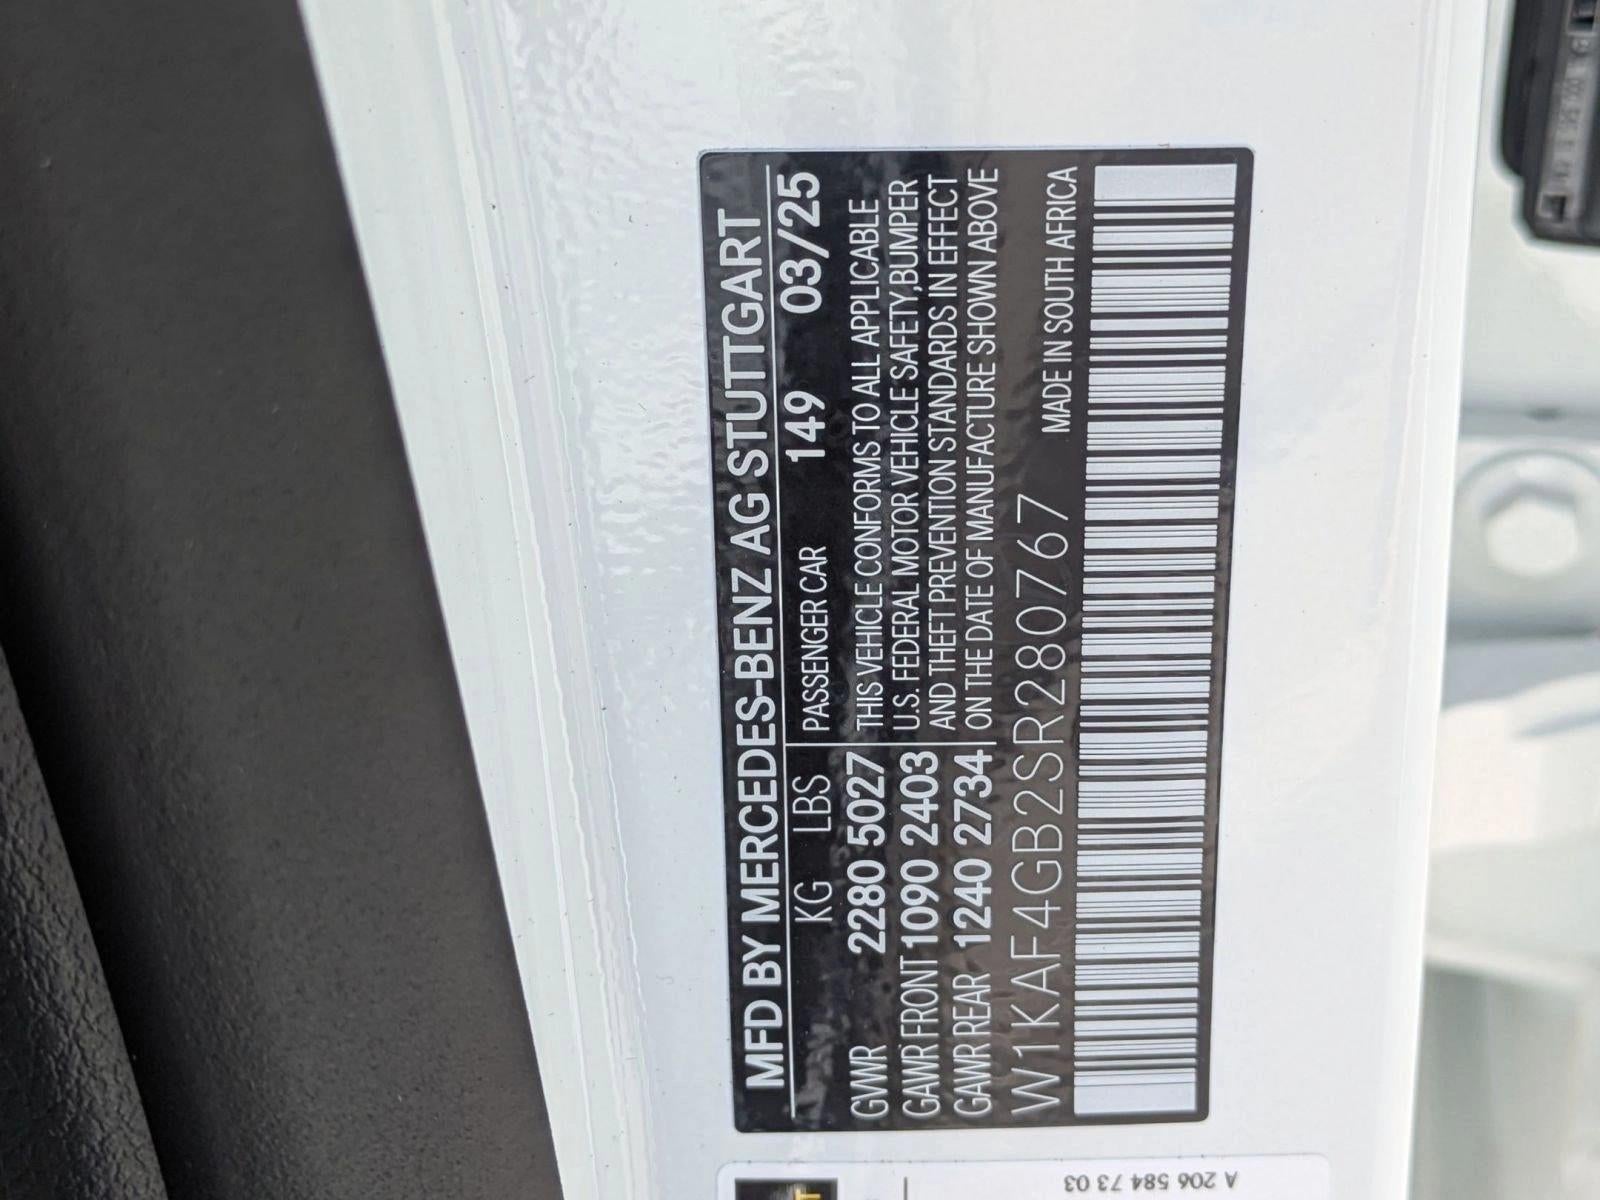 MFD BY MERCEDES-BENZ AG STUTTGART
KG LBS PASSENGER CAR 149 03/25
GVWR 2280 5027
GAWR FRONT 1090 2403
GAWR REAR 1240 2734
THIS VEHICLE CONFORMS TO ALL APPLICABLE
U.S. FEDERAL MOTOR VEHICLE SAFETY,BUMPER
AND THEFT PREVENTION STANDARDS IN EFFECT
ON THE DATE OF MANUFACTURE SHOWN ABOVE
MADE IN SOUTH AFRICA
W1KAF4GB2SR280767
A 206 584 73 03